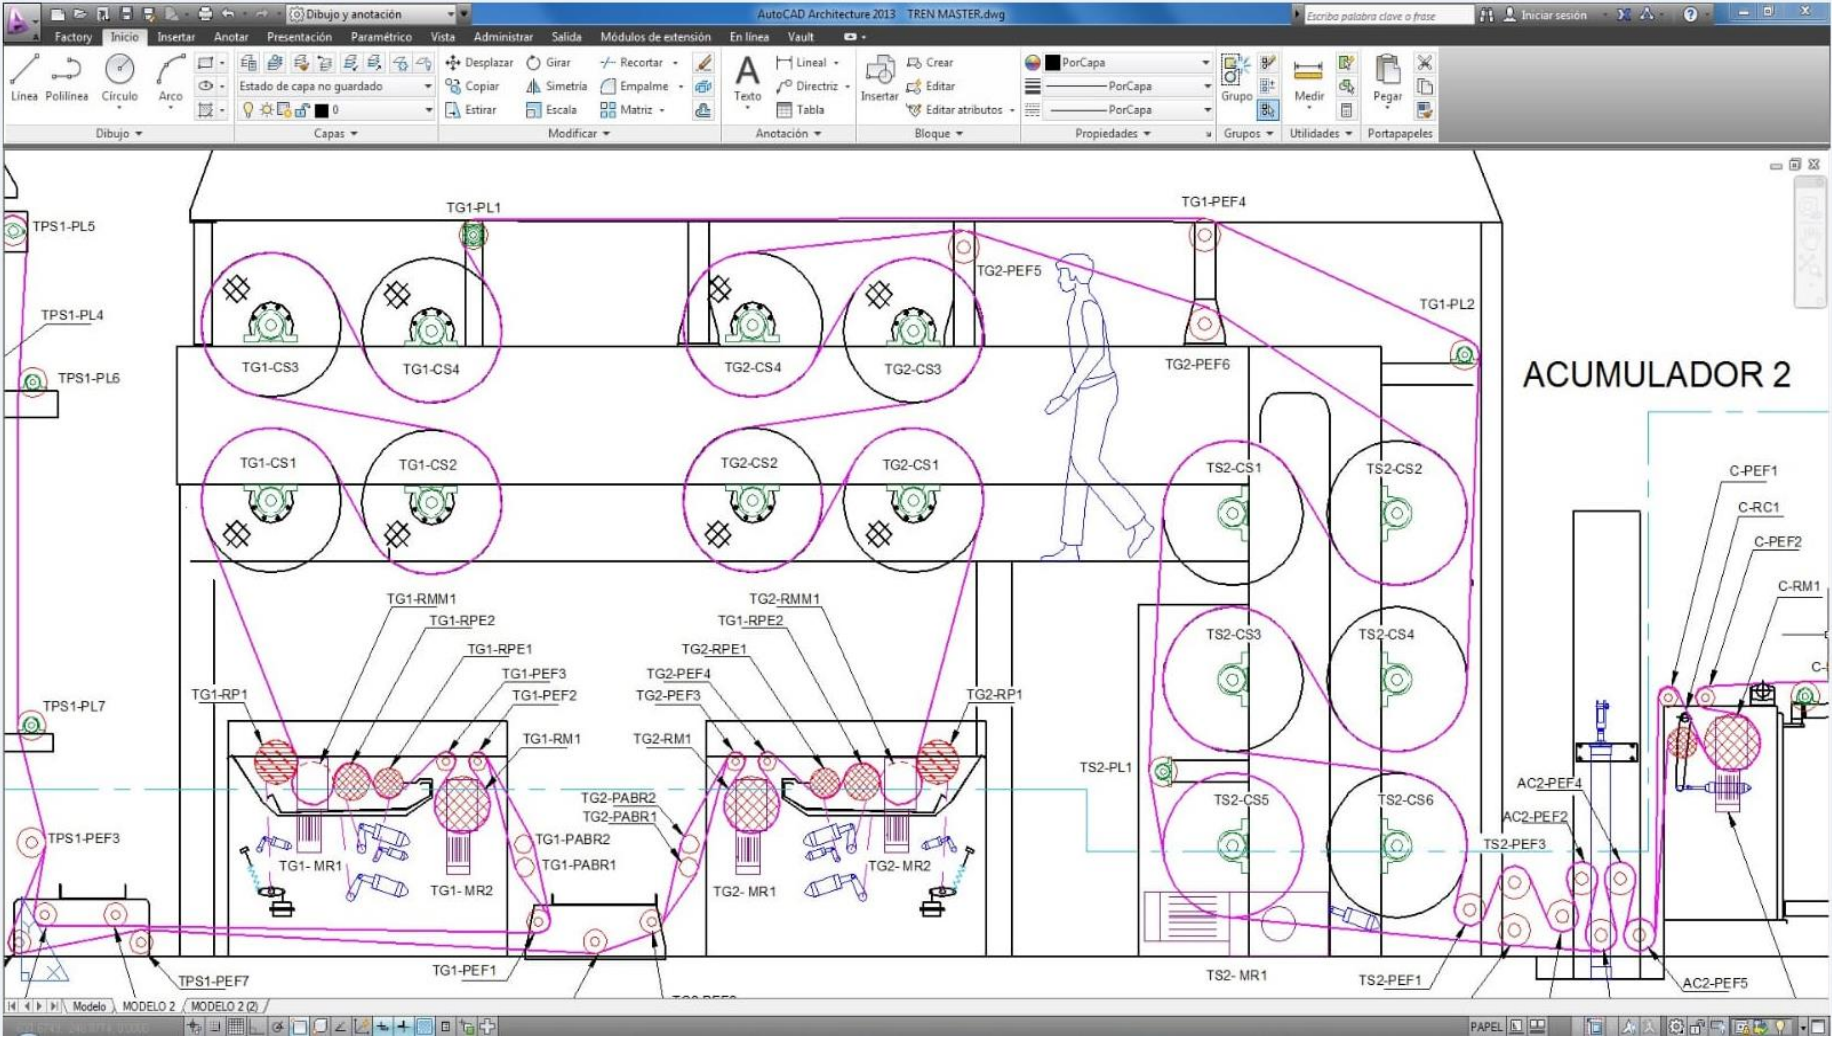 Dibujo y anotación
AutoCAD Architecture 2013 TREN MASTER.dwg
Escriba palabra clave o frase
Iniciar sesión
Factory Inicio Insertar Anotar Presentación Paramétrico Vista Administrar Salida Módulos de extensión En línea Vault
Línea Polilínea Círculo Arco
Dibujo
Estado de capa no guardado
0
Capas
Desplazar Girar Recortar
Copiar Simetría Empalme
Estirar Escala Matriz
Modificar
Texto
Lineal
Directriz
Tabla
Anotación
Insertar
Crear
Editar
Editar atributos
Bloque
PorCapa
PorCapa
PorCapa
Propiedades
Grupo
Grupos
Medir
Utilidades
Pegar
Portapapeles
TPS1-PL5
TG1-PL1
TG1-PEF4
TG2-PEF5
TPS1-PL4
TG1-PL2
TPS1-PL6
TG1-CS3
TG1-CS4
TG2-CS4
TG2-CS3
TG2-PEF6
ACUMULADOR 2
TG1-CS1
TG1-CS2
TG2-CS2
TG2-CS1
TS2-CS1
TS2-CS2
C-PEF1
C-RC1
C-PEF2
C-RM1
TG1-RMM1
TG1-RPE2
TG1-RPE1
TG1-PEF3
TG1-PEF2
TG1-RP1
TG1-RM1
TG2-RMM1
TG2-RPE2
TG2-RPE1
TG2-PEF4
TG2-PEF3
TG2-RP1
TG2-RM1
TS2-CS3
TS2-CS4
TPS1-PL7
TS2-PL1
TS2-CS5
TS2-CS6
AC2-PEF4
AC2-PEF2
TS2-PEF3
TG2-PABR2
TG2-PABR1
TPS1-PEF3
TG1-PABR2
TG1-PABR1
TG1- MR1
TG1- MR2
TG2- MR1
TG2- MR2
TG1-PEF1
TPS1-PEF7
TS2- MR1
TS2-PEF1
AC2-PEF5
Modelo MODELO 2 MODELO 2 (2)
PAPEL